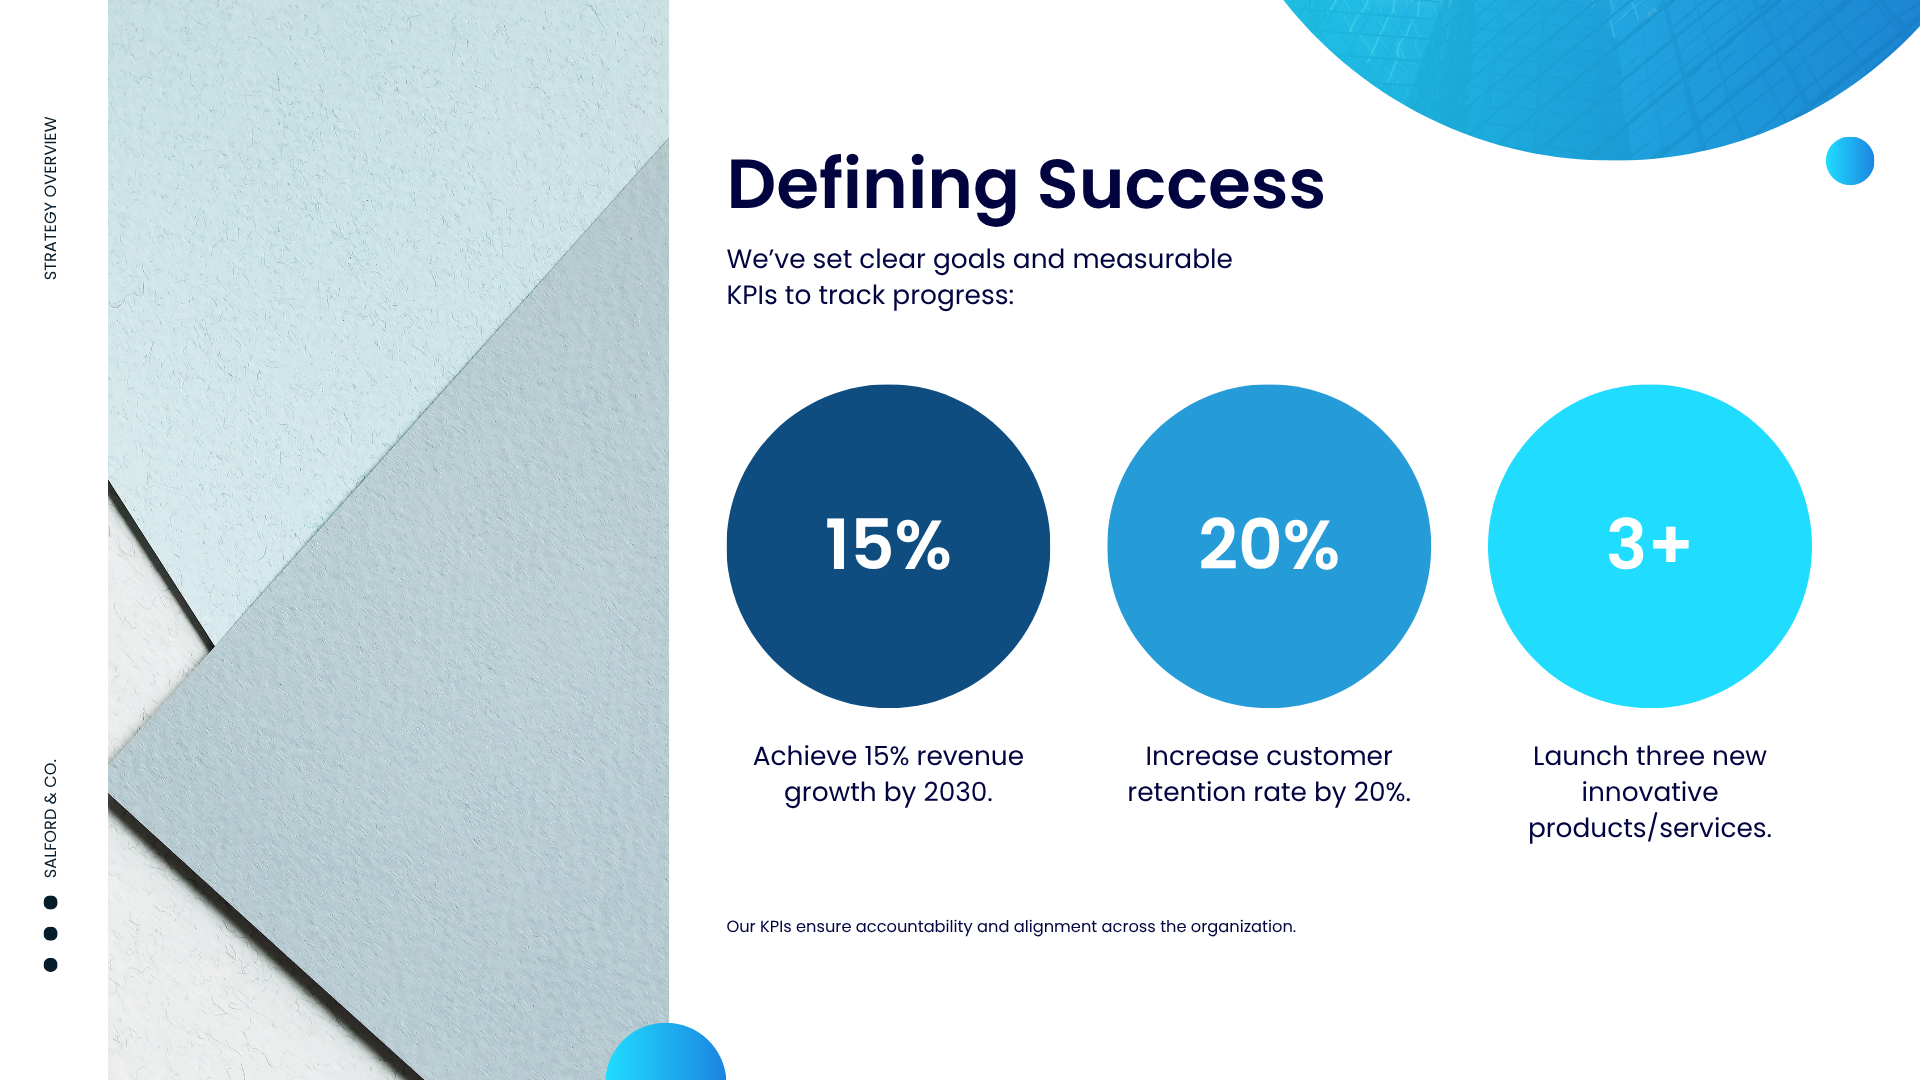 STRATEGY OVERVIEW
SALFORD & CO.
Defining Success
We’ve set clear goals and measurable
KPIs to track progress:
15%
20%
3+
Achieve 15% revenue
growth by 2030.
Increase customer
retention rate by 20%.
Launch three new
innovative
products/services.
Our KPIs ensure accountability and alignment across the organization.